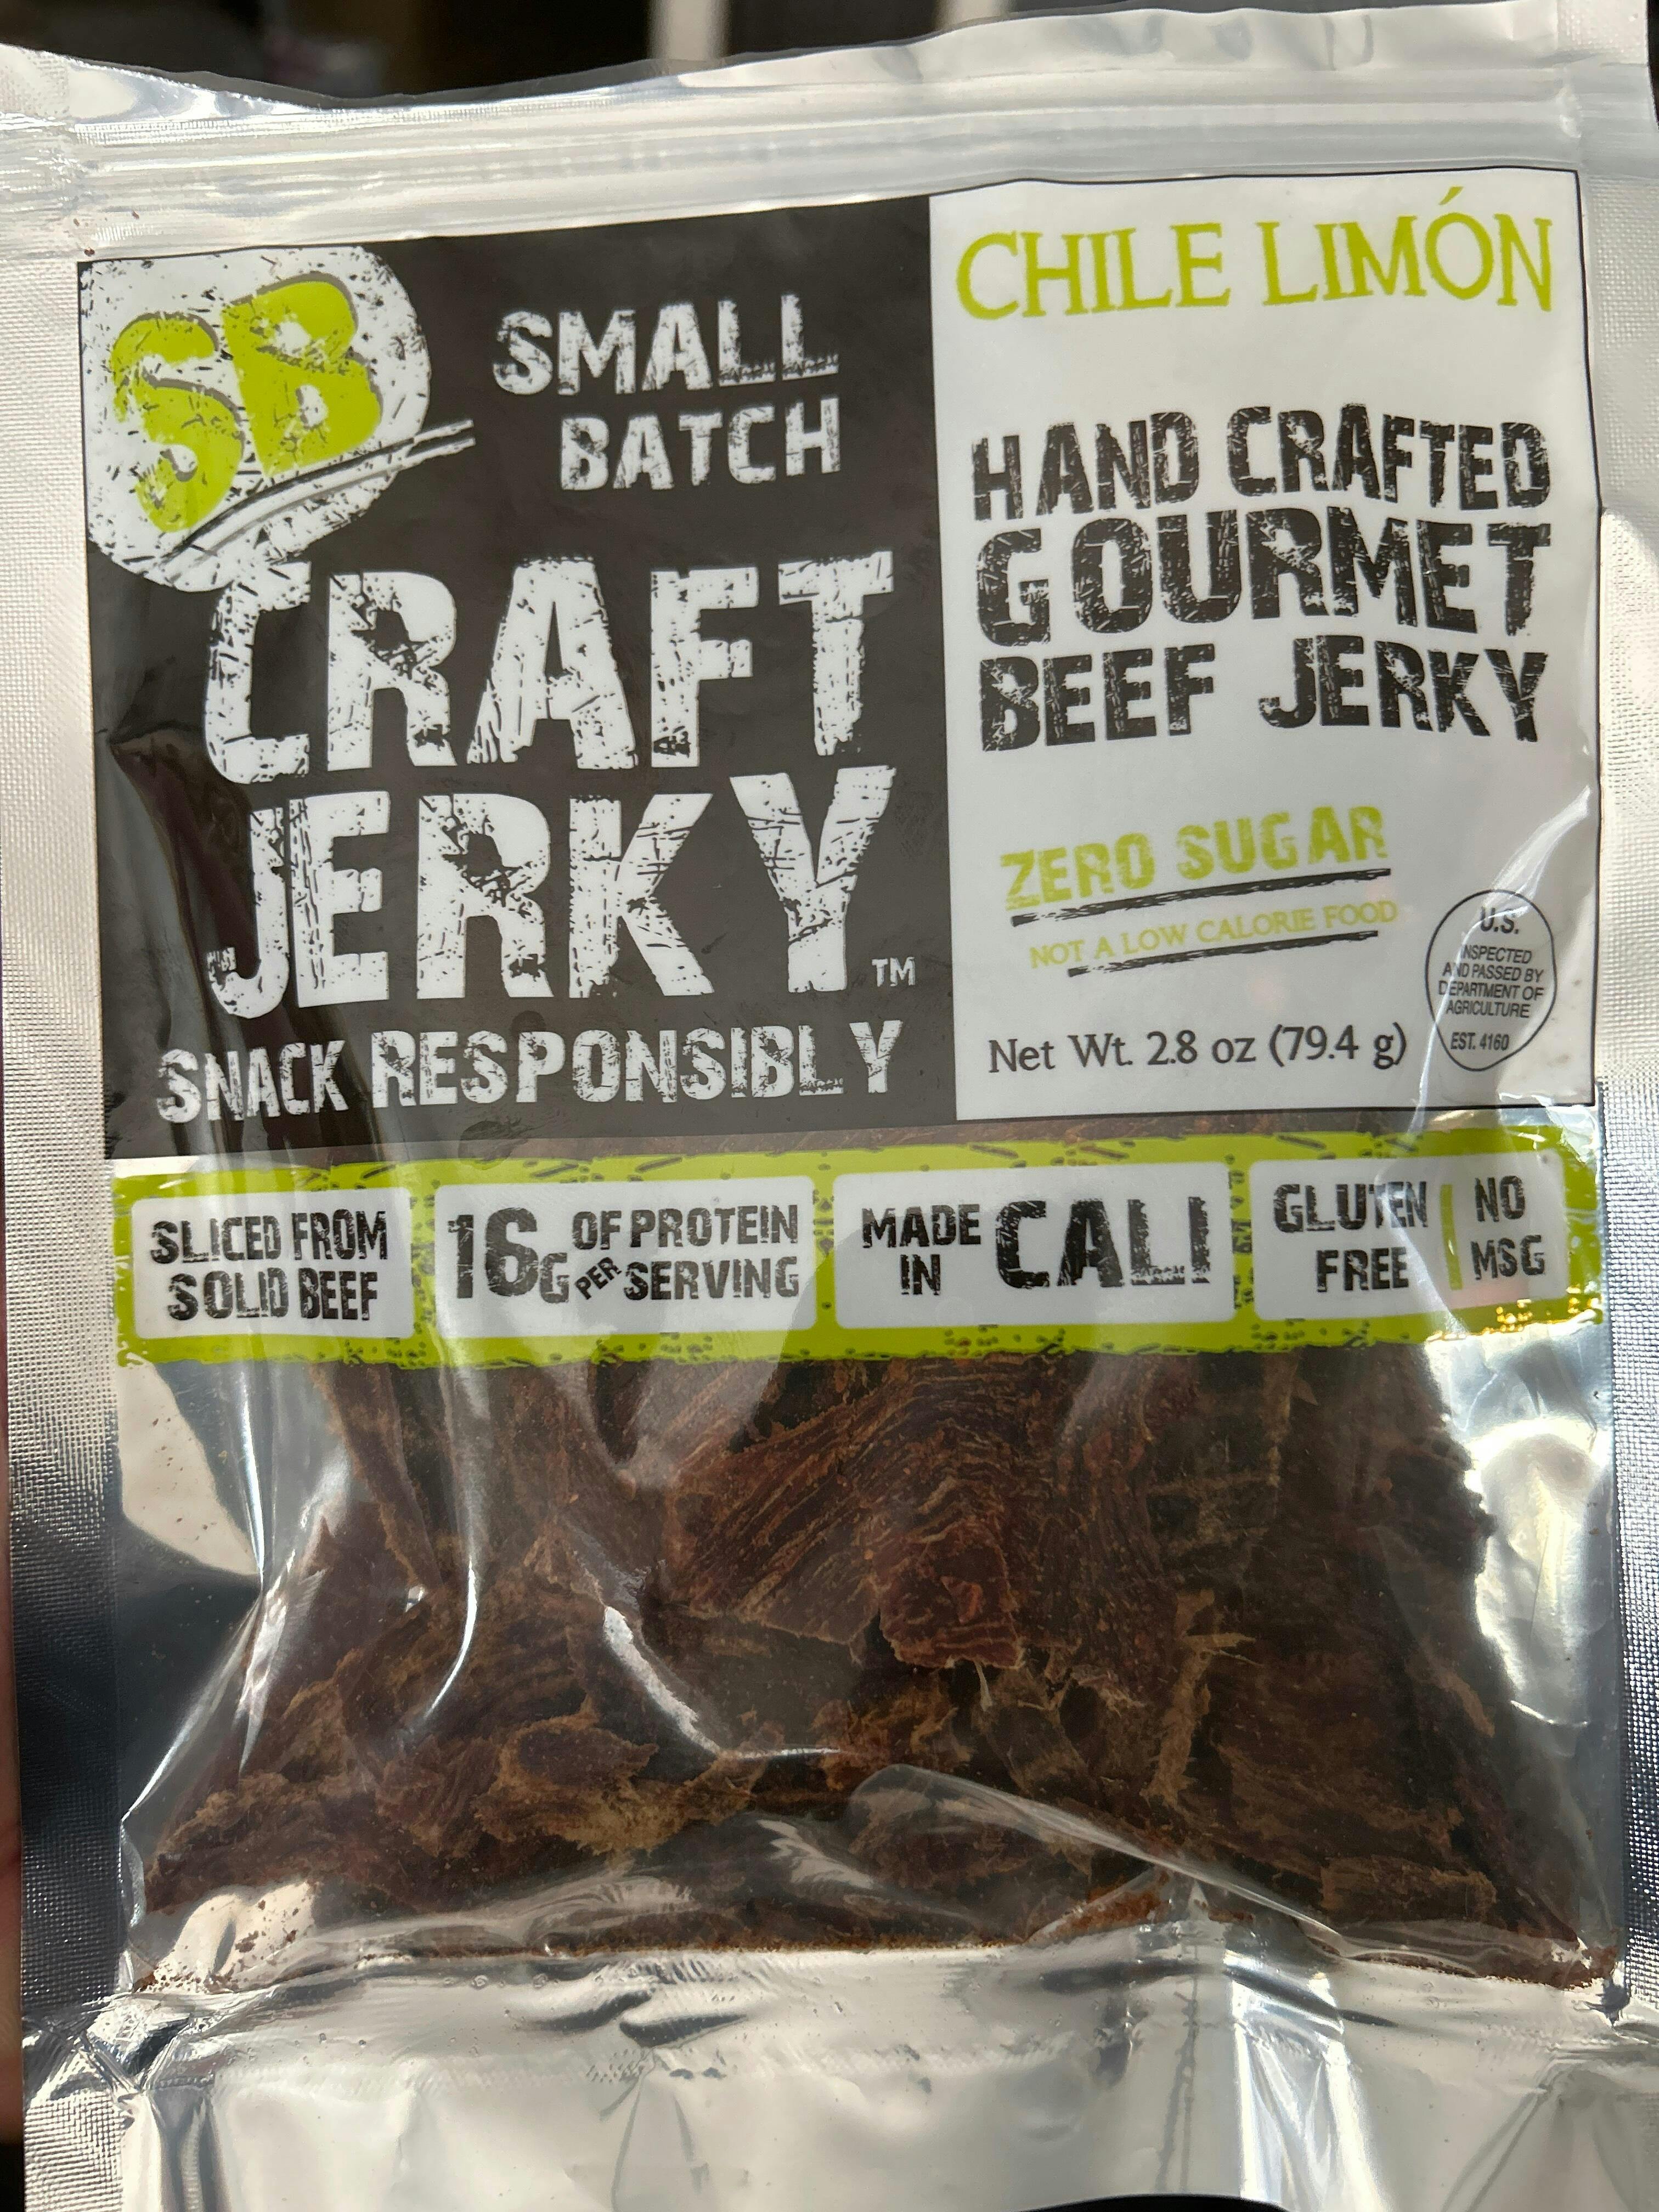 SB
SMALL
BATCH
CRAFT
JERKY™
SNACK RESPONSIBLY
CHILE LIMÓN
HAND CRAFTED
GOURMET
BEEF JERKY
ZERO SUGAR
NOT A LOW CALORIE FOOD
Net Wt. 2.8 oz (79.4 g)
U.S.
INSPECTED
AND PASSED BY
DEPARTMENT OF
AGRICULTURE
EST. 4160
SLICED FROM
SOLID BEEF
16G OF PROTEIN
PER SERVING
MADE
IN CALI
GLUTEN
FREE
NO
MSG